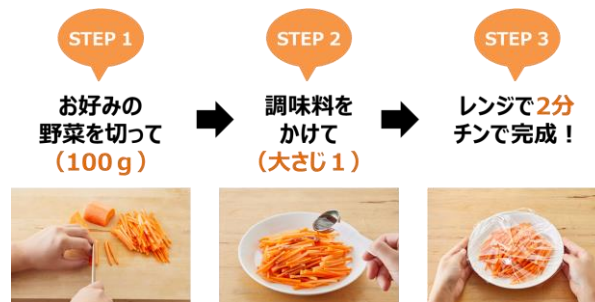 STEP 1
お好みの
野菜を切って
（100ｇ）
STEP 2
調味料を
かけて
（大さじ１）
STEP 3
レンジで2分
チンで完成！